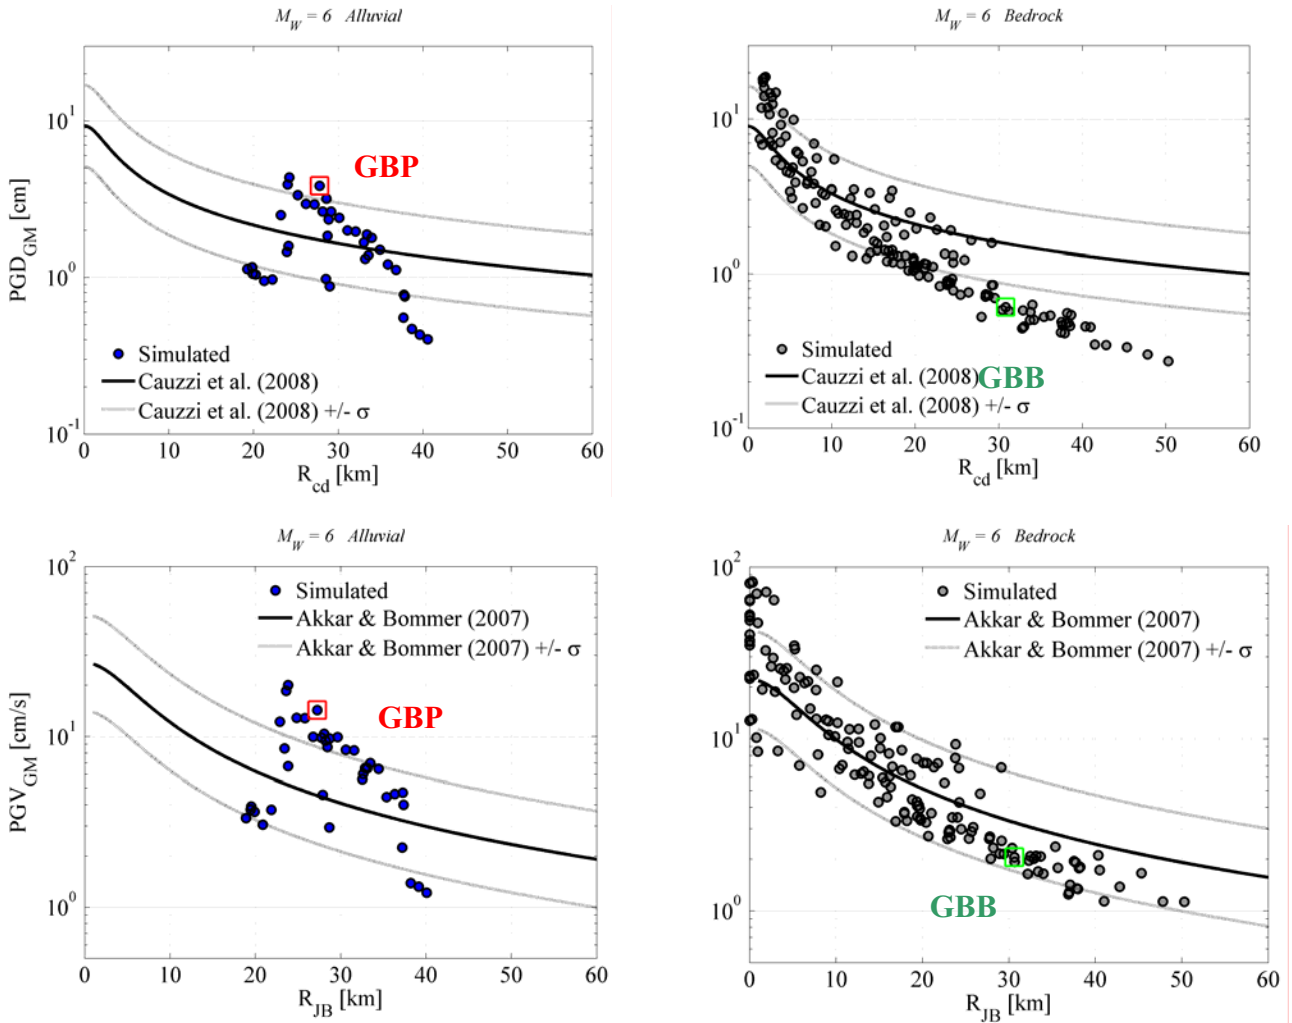 M_W = 6 Alluvial
PGD_GM [cm]
10^1
10^0
10^-1
GBP
Simulated
Cauzzi et al. (2008)
Cauzzi et al. (2008) +/- σ
0 10 20 30 40 50 60
R_cd [km]
M_W = 6 Bedrock
10^1
10^0
10^-1
Simulated
Cauzzi et al. (2008)
GBB
Cauzzi et al. (2008) +/- σ
0 10 20 30 40 50 60
R_cd [km]
M_W = 6 Alluvial
PGV_GM [cm/s]
10^2
10^1
10^0
Simulated
Akkar & Bommer (2007)
Akkar & Bommer (2007) +/- σ
GBP
0 10 20 30 40 50 60
R_JB [km]
M_W = 6 Bedrock
10^2
10^1
10^0
Simulated
Akkar & Bommer (2007)
Akkar & Bommer (2007) +/- σ
GBB
0 10 20 30 40 50 60
R_JB [km]